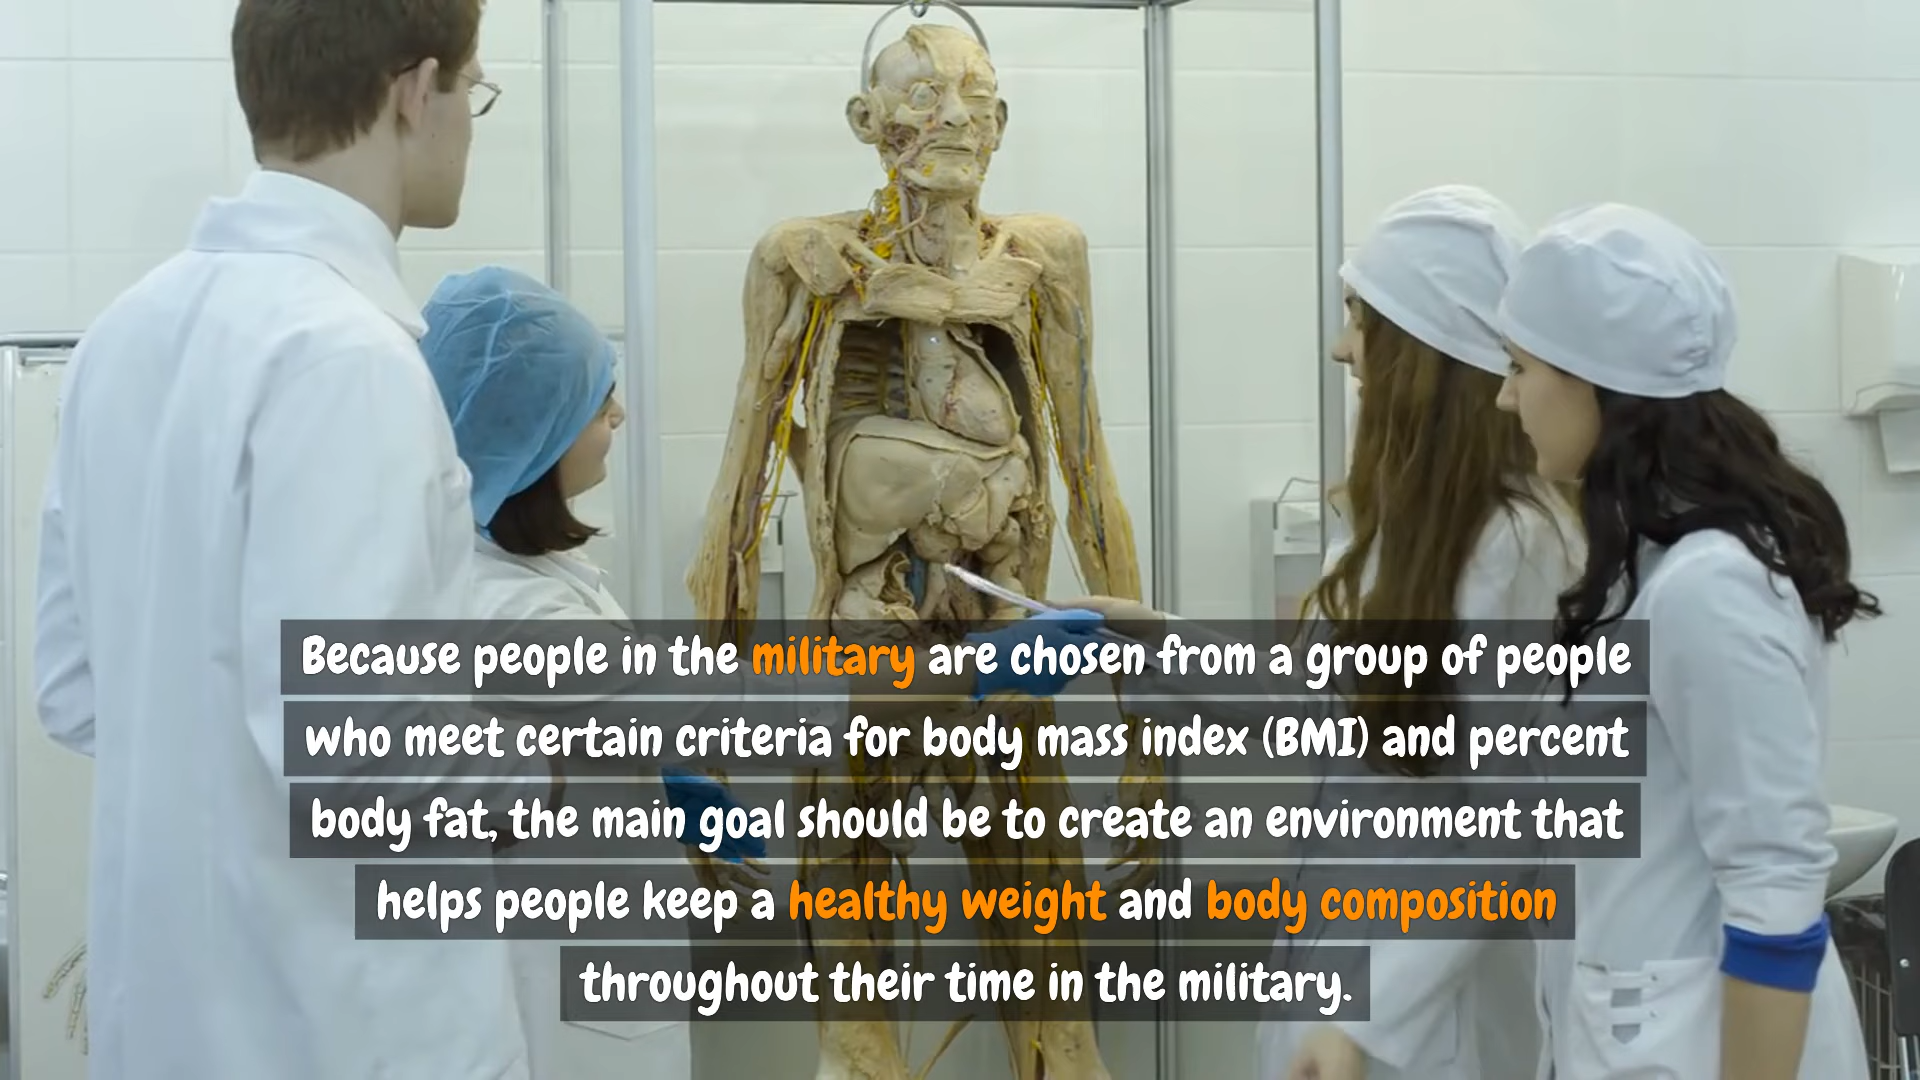 Because people in the military are chosen from a group of people
who meet certain criteria for body mass index (BMI) and percent
body fat, the main goal should be to create an environment that
helps people keep a healthy weight and body composition
throughout their time in the military.